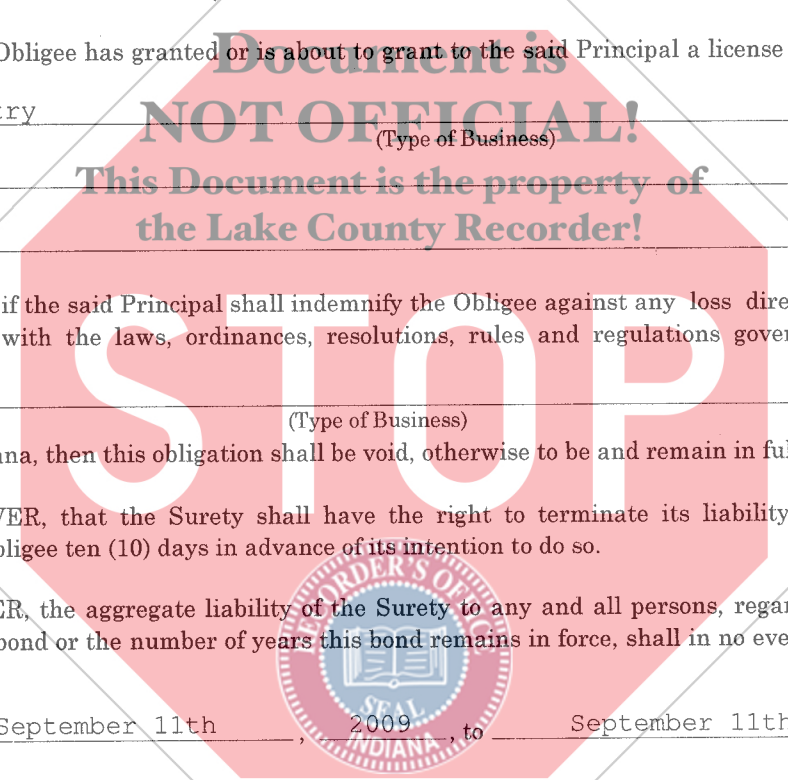 Obligee has granted or is about to grant to the said Principal a license
Document is
try
NOT OFFICIAL!
(Type of Business)
This Document is the property of
the Lake County Recorder!
if the said Principal shall indemnify the Obligee against any loss dire
with the laws, ordinances, resolutions, rules and regulations gover
STOP
(Type of Business)
ana, then this obligation shall be void, otherwise to be and remain in ful
VER, that the Surety shall have the right to terminate its liability
bligee ten (10) days in advance of its intention to do so.
RECORDER'S OFFICE
ER, the aggregate liability of the Surety to any and all persons, regar
bond or the number of years this bond remains in force, shall in no eve
SEAL
September 11th , 2009 , to September 11th
INDIANA